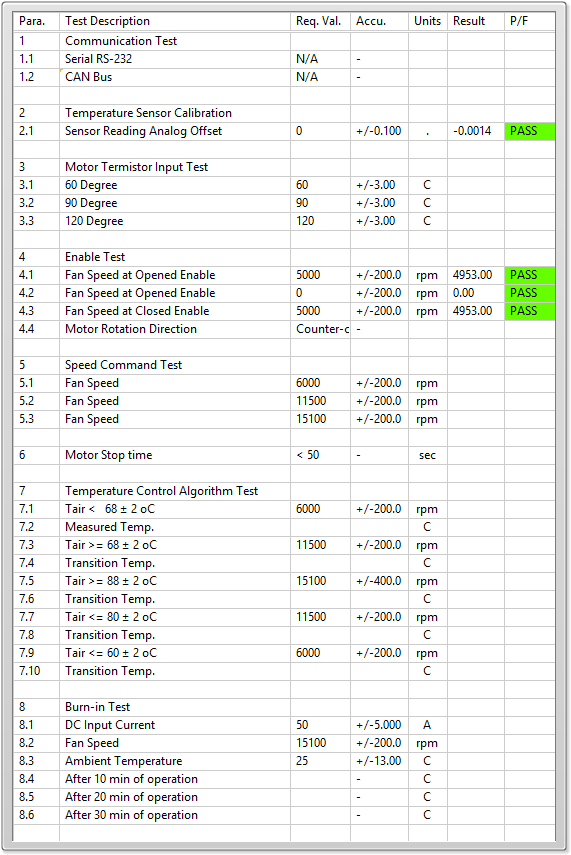 Para. Test Description Req. Val. Accu. Units Result P/F
1 Communication Test
1.1 Serial RS-232 N/A -
1.2 CAN Bus N/A -
2 Temperature Sensor Calibration
2.1 Sensor Reading Analog Offset 0 +/-0.100 . -0.0014 PASS
3 Motor Termistor Input Test
3.1 60 Degree 60 +/-3.00 C
3.2 90 Degree 90 +/-3.00 C
3.3 120 Degree 120 +/-3.00 C
4 Enable Test
4.1 Fan Speed at Opened Enable 5000 +/-200.0 rpm 4953.00 PASS
4.2 Fan Speed at Opened Enable 0 +/-200.0 rpm 0.00 PASS
4.3 Fan Speed at Closed Enable 5000 +/-200.0 rpm 4953.00 PASS
4.4 Motor Rotation Direction Counter-c -
5 Speed Command Test
5.1 Fan Speed 6000 +/-200.0 rpm
5.2 Fan Speed 11500 +/-200.0 rpm
5.3 Fan Speed 15100 +/-200.0 rpm
6 Motor Stop time < 50 - sec
7 Temperature Control Algorithm Test
7.1 Tair < 68 ± 2 oC 6000 +/-200.0 rpm
7.2 Measured Temp. C
7.3 Tair >= 68 ± 2 oC 11500 +/-200.0 rpm
7.4 Transition Temp. C
7.5 Tair >= 88 ± 2 oC 15100 +/-400.0 rpm
7.6 Transition Temp. C
7.7 Tair <= 80 ± 2 oC 11500 +/-200.0 rpm
7.8 Transition Temp. C
7.9 Tair <= 60 ± 2 oC 6000 +/-200.0 rpm
7.10 Transition Temp. C
8 Burn-in Test
8.1 DC Input Current 50 +/-5.000 A
8.2 Fan Speed 15100 +/-200.0 rpm
8.3 Ambient Temperature 25 +/-13.00 C
8.4 After 10 min of operation - C
8.5 After 20 min of operation - C
8.6 After 30 min of operation - C